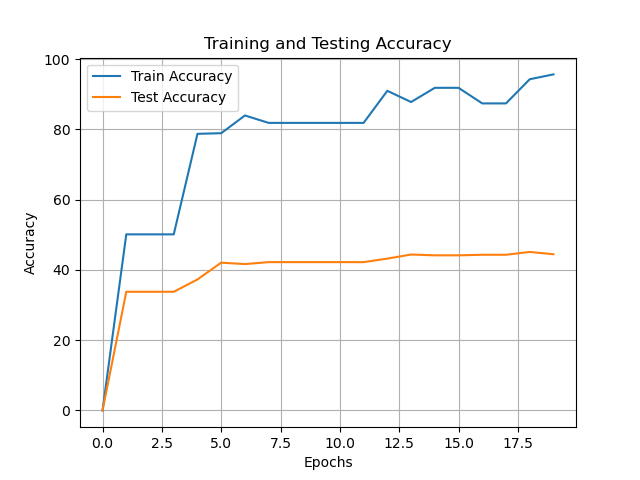 Training and Testing Accuracy
Train Accuracy
Test Accuracy
100
80
60
40
20
0
Accuracy
0.0 2.5 5.0 7.5 10.0 12.5 15.0 17.5
Epochs